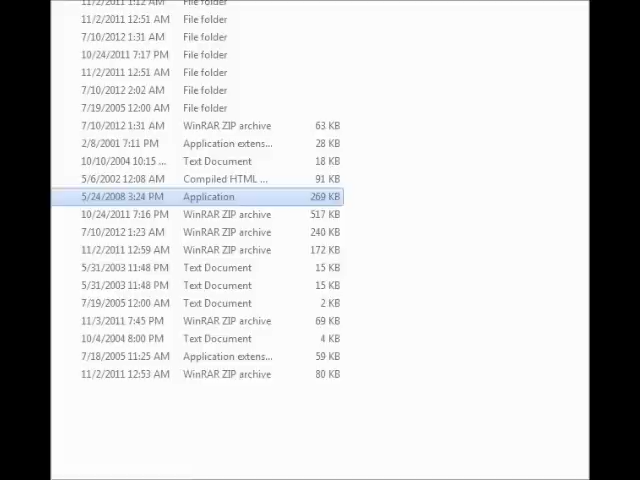 11/2/2011 1:12 AM File folder
11/2/2011 12:51 AM File folder
7/10/2012 1:31 AM File folder
10/24/2011 7:17 PM File folder
11/2/2011 12:51 AM File folder
7/10/2012 2:02 AM File folder
7/19/2005 12:00 AM File folder
7/10/2012 1:31 AM WinRAR ZIP archive 63 KB
2/8/2001 7:11 PM Application extens... 28 KB
10/10/2004 10:15 ... Text Document 18 KB
5/6/2002 12:08 AM Compiled HTML ... 91 KB
5/24/2008 3:24 PM Application 269 KB
10/24/2011 7:16 PM WinRAR ZIP archive 517 KB
7/10/2012 1:23 AM WinRAR ZIP archive 240 KB
11/2/2011 12:59 AM WinRAR ZIP archive 172 KB
5/31/2003 11:48 PM Text Document 15 KB
5/31/2003 11:48 PM Text Document 15 KB
7/19/2005 12:00 AM Text Document 2 KB
11/3/2011 7:45 PM WinRAR ZIP archive 69 KB
10/4/2004 8:00 PM Text Document 4 KB
7/18/2005 11:25 AM Application extens... 59 KB
11/2/2011 12:53 AM WinRAR ZIP archive 80 KB